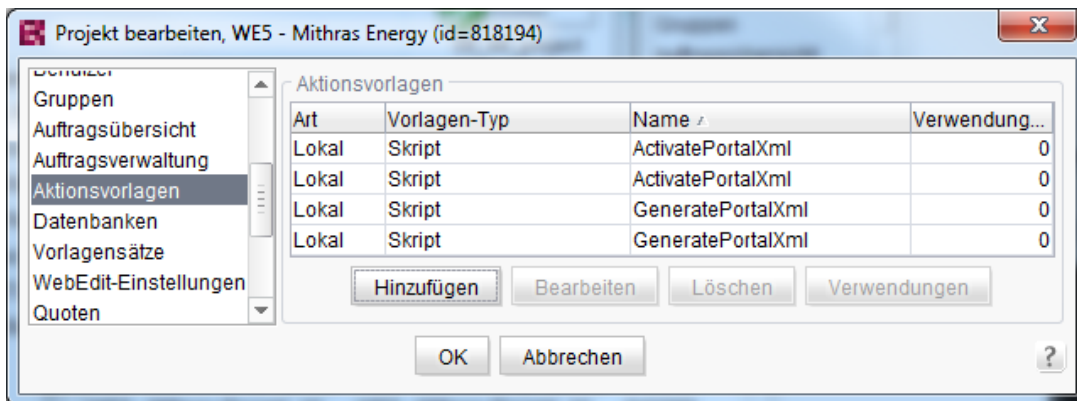 Projekt bearbeiten, WE5 - Mithras Energy (id=818194)
Benutzer
Gruppen
Auftragsübersicht
Auftragsverwaltung
Aktionsvorlagen
Datenbanken
Vorlagensätze
WebEdit-Einstellungen
Quoten
Aktionsvorlagen
Art Vorlagen-Typ Name Verwendung...
Lokal Skript ActivatePortalXml 0
Lokal Skript ActivatePortalXml 0
Lokal Skript GeneratePortalXml 0
Lokal Skript GeneratePortalXml 0
Hinzufügen Bearbeiten Löschen Verwendungen
OK Abbrechen ?